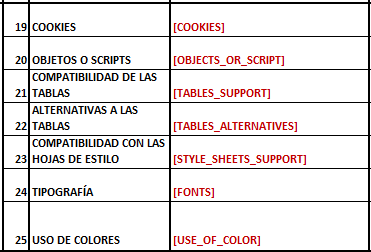 19 COOKIES [COOKIES]
20 OBJETOS O SCRIPTS [OBJECTS_OR_SCRIPT]
COMPATIBILIDAD DE LAS
21 TABLAS [TABLES_SUPPORT]
ALTERNATIVAS A LAS
22 TABLAS [TABLES_ALTERNATIVES]
COMPATIBILIDAD CON LAS
23 HOJAS DE ESTILO [STYLE_SHEETS_SUPPORT]
24 TIPOGRAFÍA [FONTS]
25 USO DE COLORES [USE_OF_COLOR]